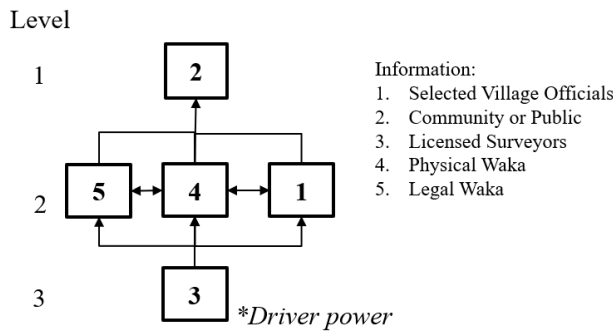 Level
1
2
Information:
1. Selected Village Officials
2. Community or Public
3. Licensed Surveyors
4. Physical Waka
5. Legal Waka
2
5
4
1
3
3
*Driver power